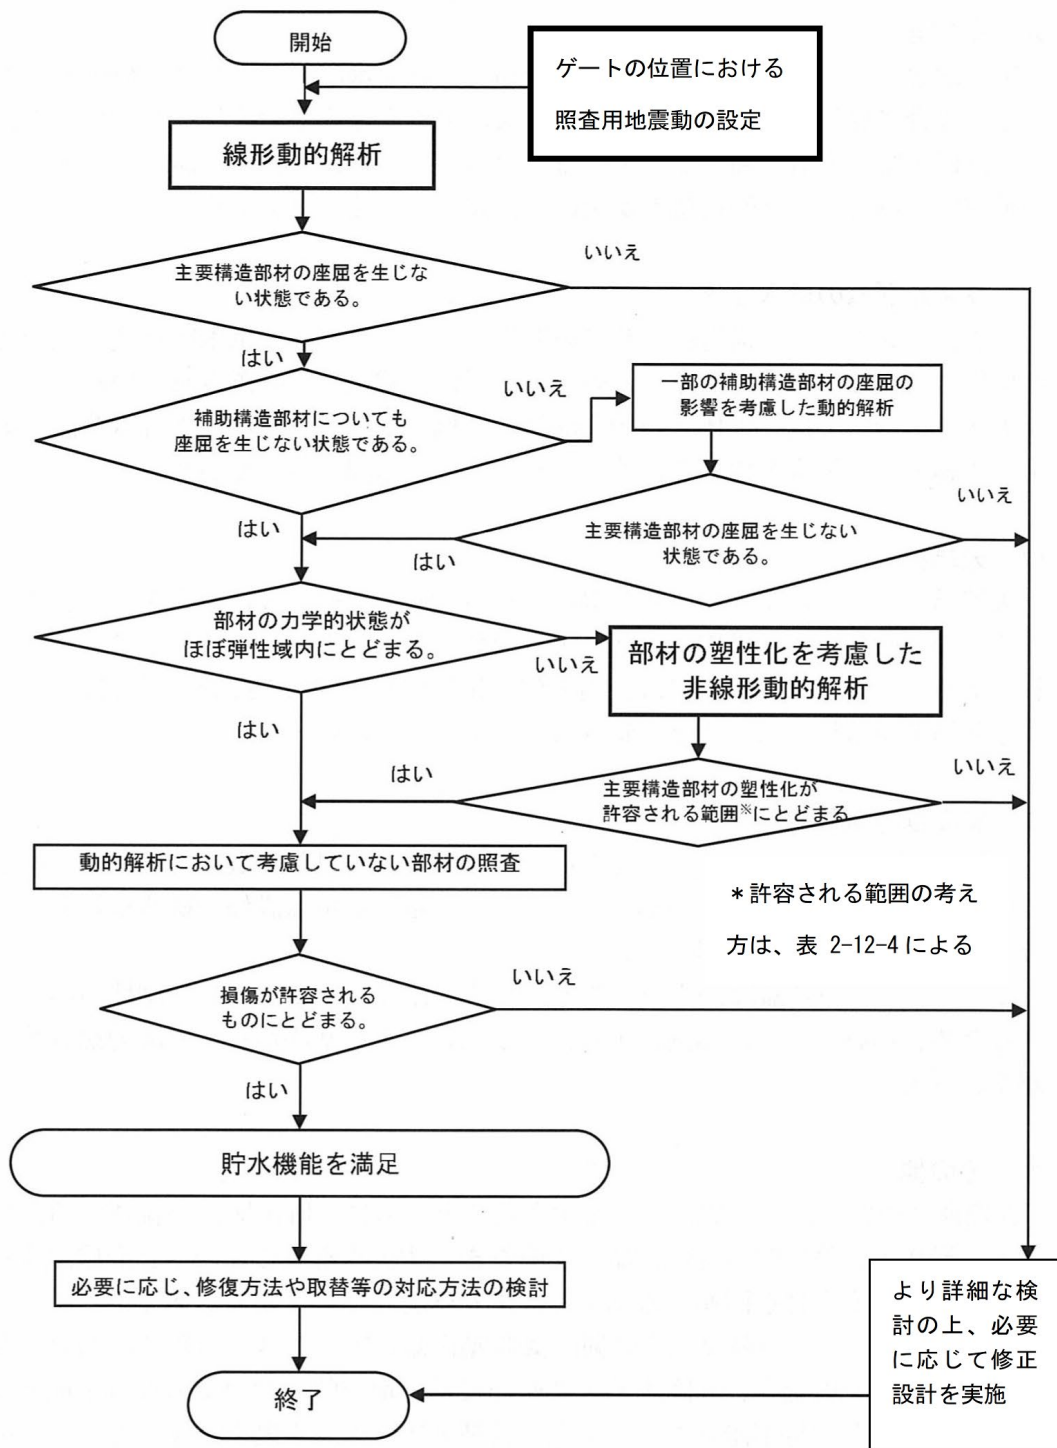 開始
ゲートの位置における
照査用地震動の設定
線形動的解析
いいえ
主要構造部材の座屈を生じな
い状態である。
はい
いいえ
一部の補助構造部材の座屈の
影響を考慮した動的解析
補助構造部材についても
座屈を生じない状態である。
いいえ
はい
主要構造部材の座屈を生じない
状態である。
はい
部材の力学的状態が
ほぼ弾性域内にとどまる。
いいえ
部材の塑性化を考慮した
非線形動的解析
はい
はい
いいえ
主要構造部材の塑性化が
許容される範囲※にとどまる
動的解析において考慮していない部材の照査
*許容される範囲の考え
方は、表 2-12-4 による
いいえ
損傷が許容される
ものにとどまる。
はい
貯水機能を満足
必要に応じ、修復方法や取替等の対応方法の検討
より詳細な検
討の上、必要
に応じて修正
設計を実施
終了